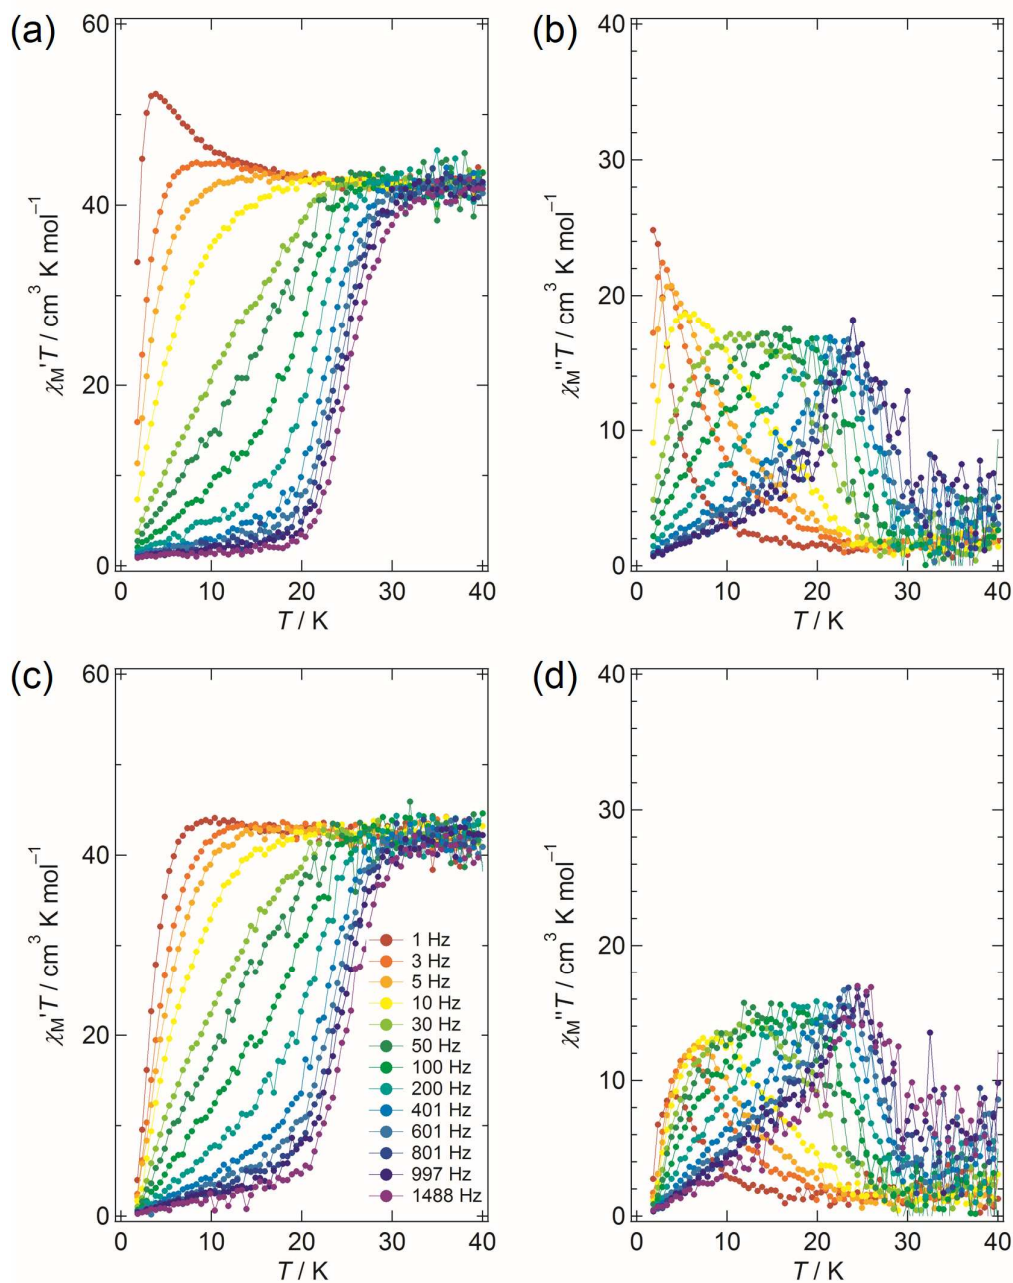 (a)
60
40
20
0
χM'T / cm3 K mol−1
0 10 20 30 40
T / K
(b)
40
30
20
10
0
χM''T / cm3 K mol−1
0 10 20 30 40
T / K
(c)
60
40
20
0
χM'T / cm3 K mol−1
1 Hz
3 Hz
5 Hz
10 Hz
30 Hz
50 Hz
100 Hz
200 Hz
401 Hz
601 Hz
801 Hz
997 Hz
1488 Hz
0 10 20 30 40
T / K
(d)
40
30
20
10
0
χM''T / cm3 K mol−1
0 10 20 30 40
T / K